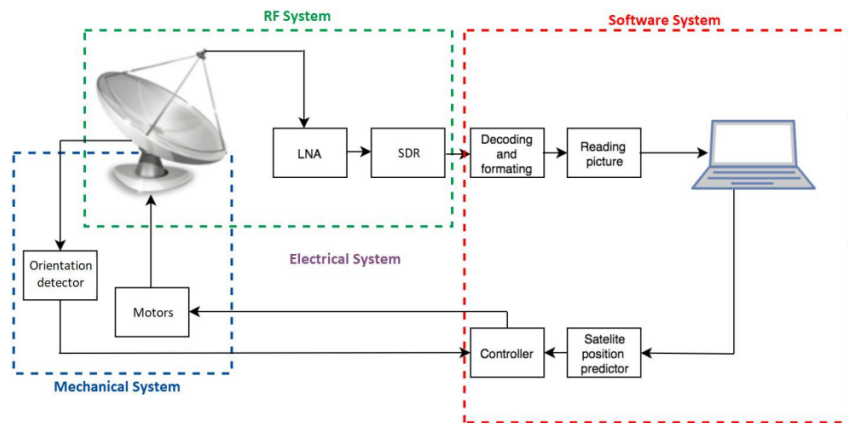 RF System
Software System
LNA
SDR
Decoding
and
formating
Reading
picture
Electrical System
Orientation
detector
Motors
Controller
Satelite
position
predictor
Mechanical System